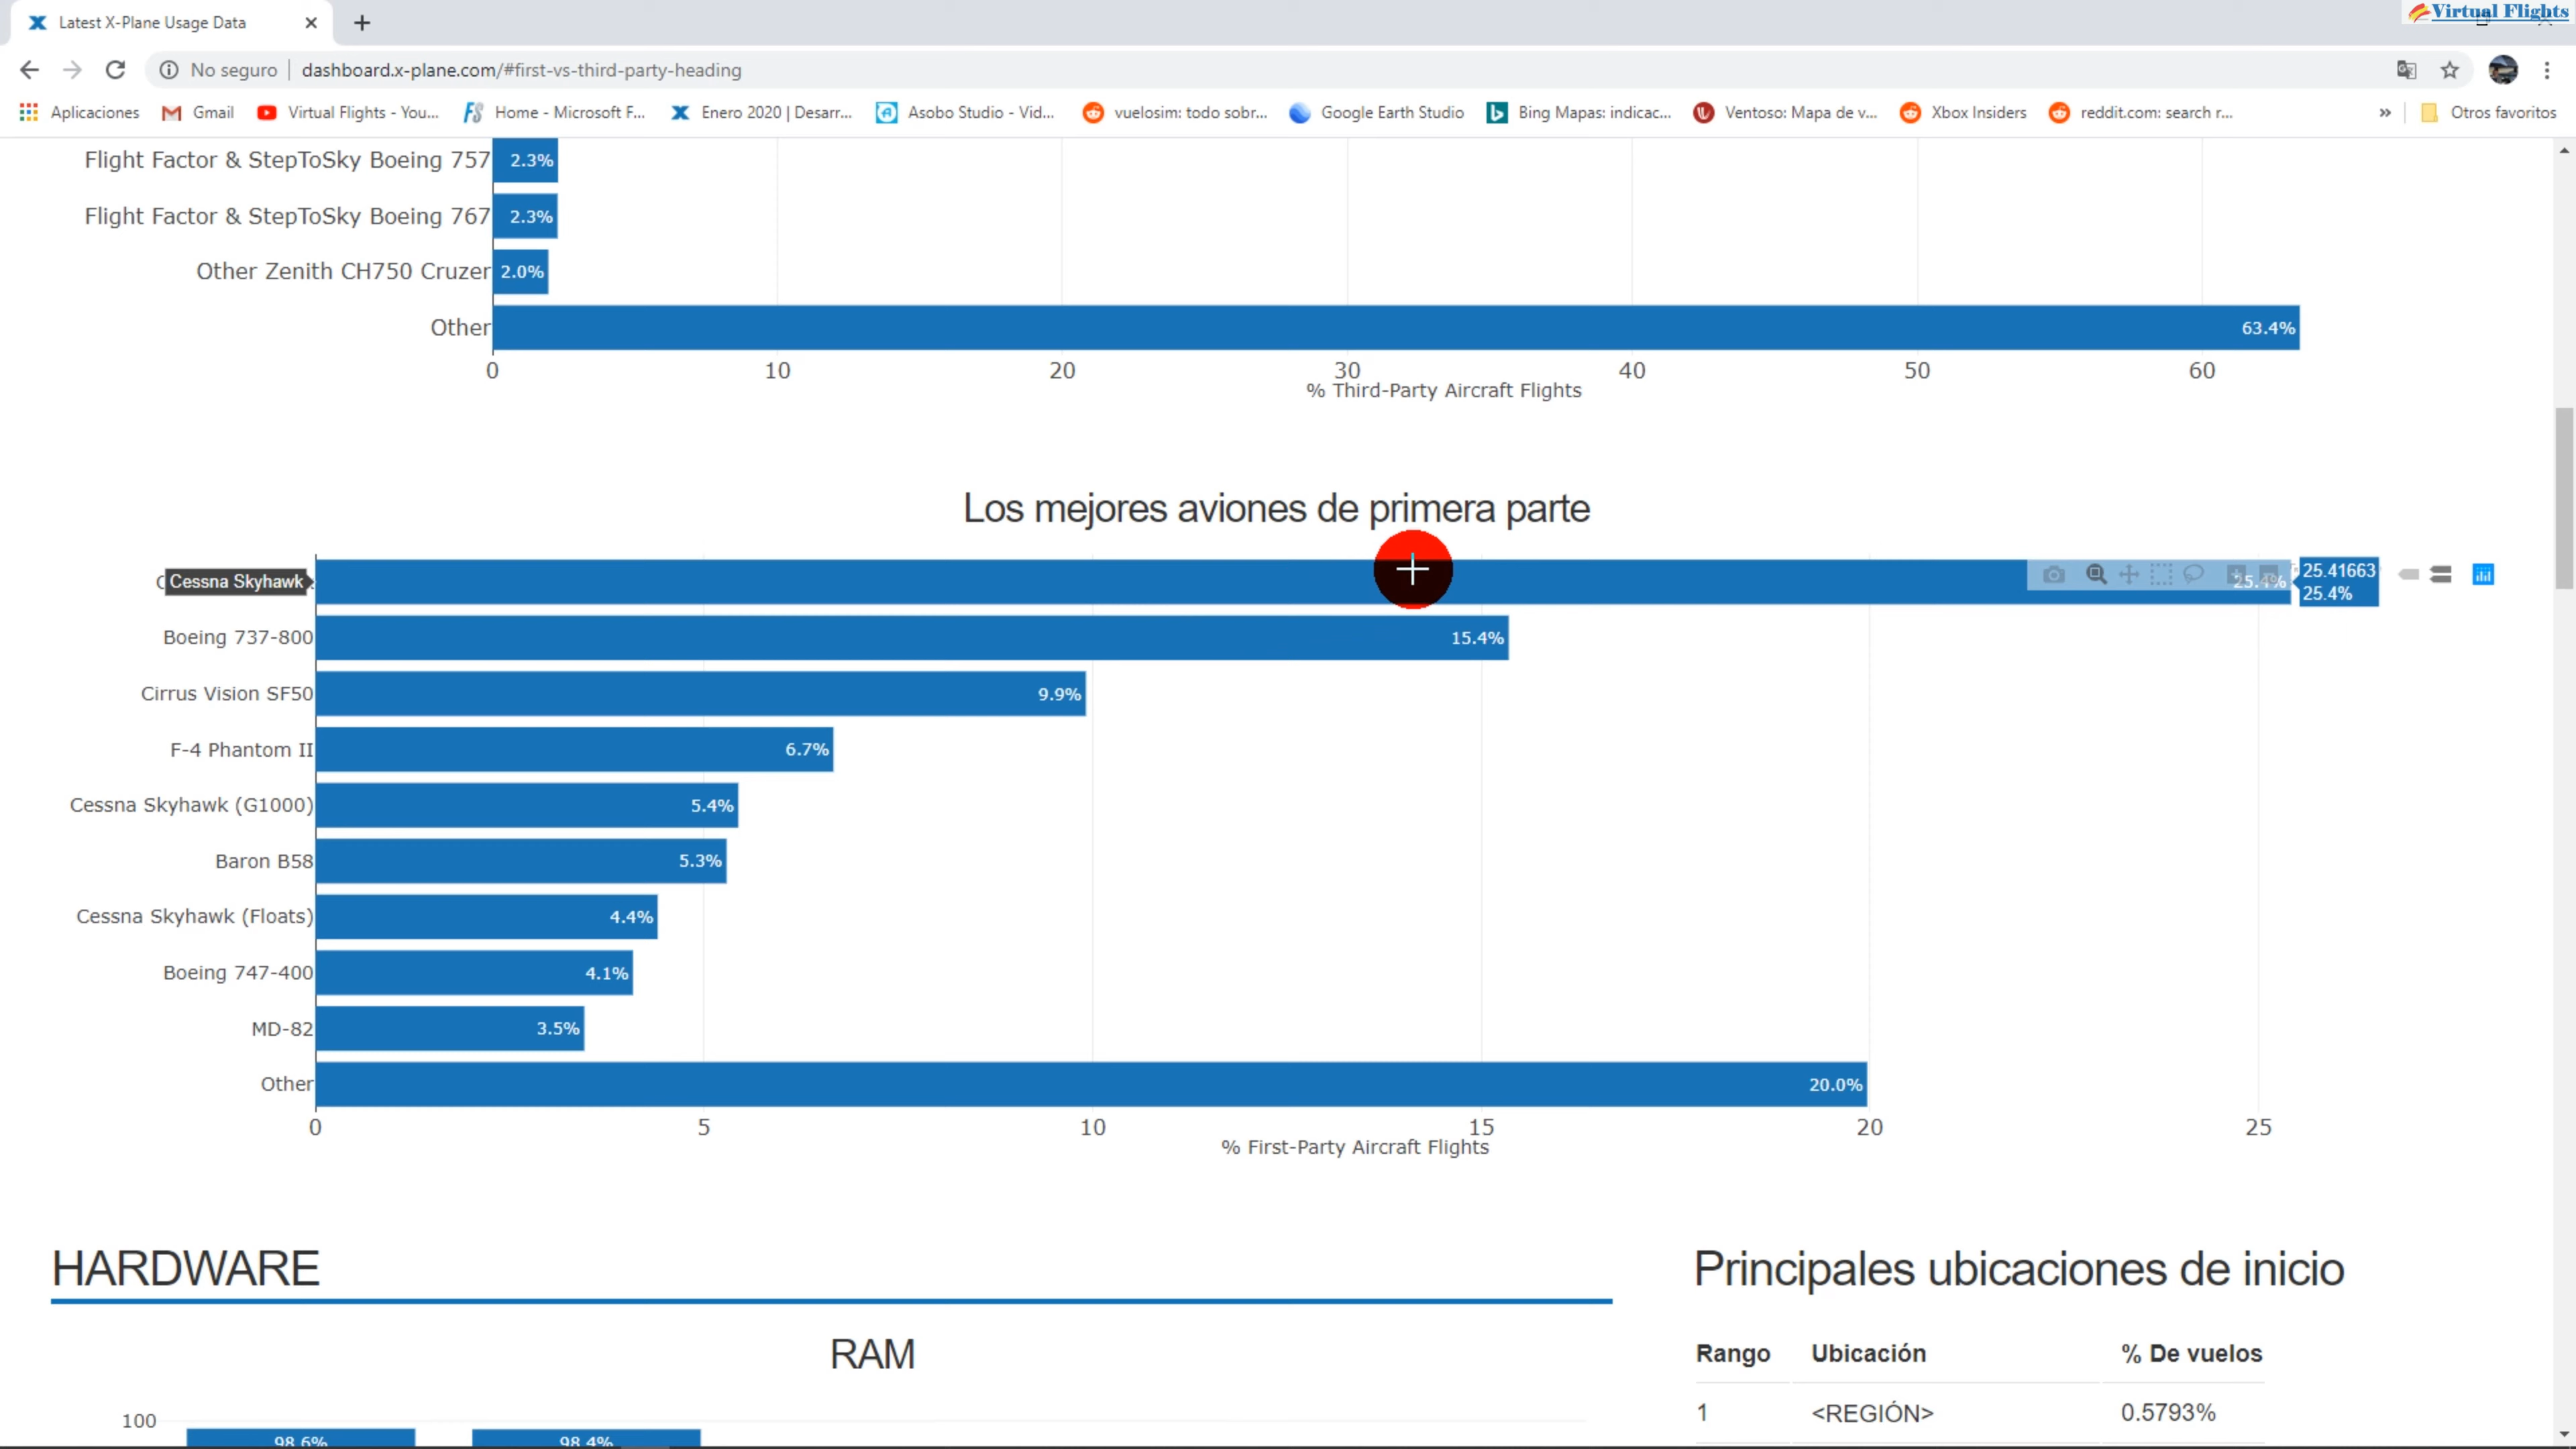 Latest X-Plane Usage Data
Virtual Flights
No seguro dashboard.x-plane.com/#first-vs-third-party-heading
Aplicaciones Gmail Virtual Flights - You... Home - Microsoft F... Enero 2020 | Desarr... Asobo Studio - Vid... vuelosim: todo sobr... Google Earth Studio Bing Mapas: indicac... Ventoso: Mapa de v... Xbox Insiders reddit.com: search r... » Otros favoritos
Flight Factor & StepToSky Boeing 757 2.3%
Flight Factor & StepToSky Boeing 767 2.3%
Other Zenith CH750 Cruzer 2.0%
Other 63.4%
0 10 20 30 40 50 60
% Third-Party Aircraft Flights
Los mejores aviones de primera parte
Cessna Skyhawk 25.4% 25.41663
25.4%
Boeing 737-800 15.4%
Cirrus Vision SF50 9.9%
F-4 Phantom II 6.7%
Cessna Skyhawk (G1000) 5.4%
Baron B58 5.3%
Cessna Skyhawk (Floats) 4.4%
Boeing 747-400 4.1%
MD-82 3.5%
Other 20.0%
0 5 10 15 20 25
% First-Party Aircraft Flights
HARDWARE
RAM
100
98.6% 98.4%
Principales ubicaciones de inicio
Rango Ubicación % De vuelos
1 <REGIÓN> 0.5793%